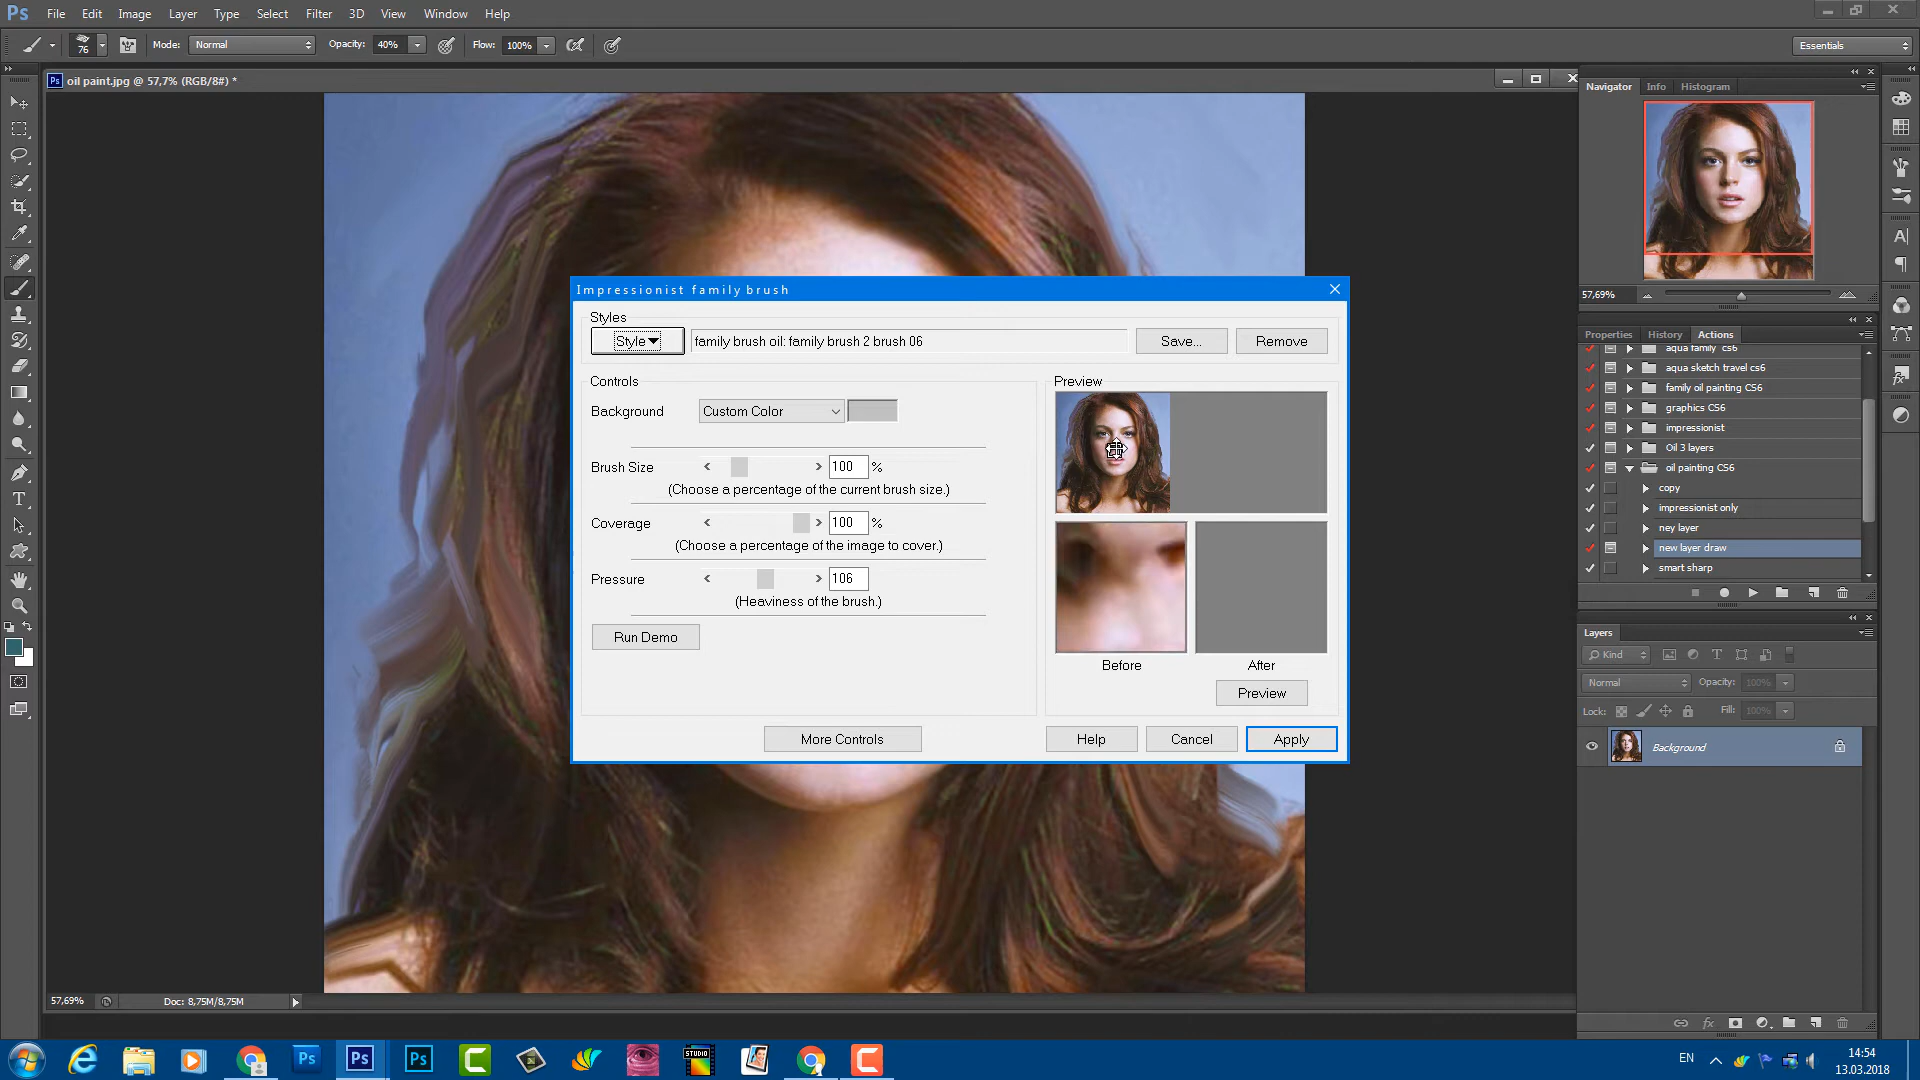 Ps File Edit Image Layer Type Select Filter 3D View Window Help
76 Mode: Normal Opacity: 40% Flow: 100% Essentials
Ps oil paint.jpg @ 57,7% (RGB/8#) *
Navigator Info Histogram
57,69%
Properties History Actions
aqua family cs6
aqua sketch travel cs6
family oil painting CS6
graphics CS6
impressionist
Oil 3 layers
oil painting CS6
copy
impressionist only
ney layer
new layer draw
smart sharp
Layers
Kind
Normal Opacity: 100%
Lock: Fill: 100%
Background
Impressionist family brush
Styles
Style family brush oil: family brush 2 brush 06 Save... Remove
Controls
Background Custom Color
Brush Size 100 %
(Choose a percentage of the current brush size.)
Coverage 100 %
(Choose a percentage of the image to cover.)
Pressure 106
(Heaviness of the brush.)
Run Demo
Preview
Before After
Preview
More Controls Help Cancel Apply
57,69% Doc: 8,75M/8,75M
Ps Ps Ps STUDIO
EN 14:54
13.03.2018